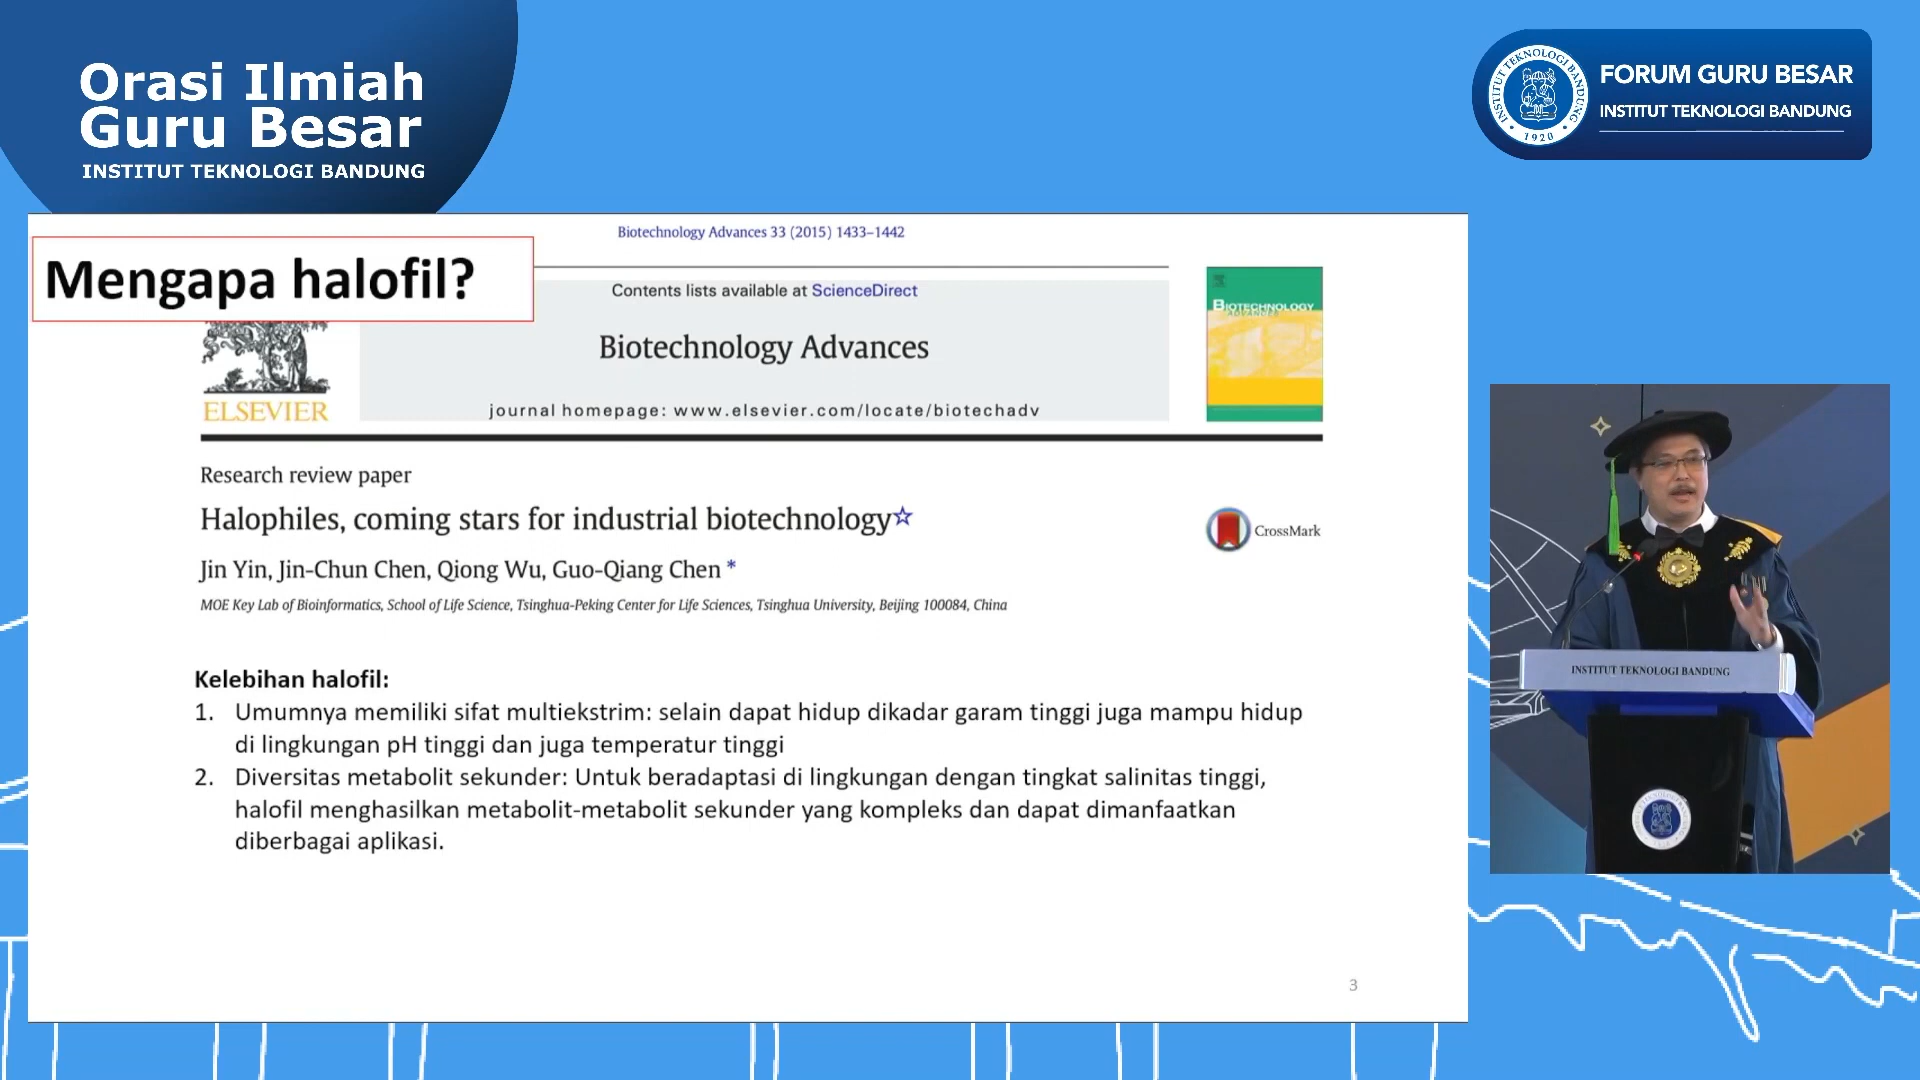 Orasi Ilmiah
Guru Besar
INSTITUT TEKNOLOGI BANDUNG
INSTITUT TEKNOLOGI BANDUNG
1920
FORUM GURU BESAR
INSTITUT TEKNOLOGI BANDUNG
Biotechnology Advances 33 (2015) 1433–1442
Mengapa halofil?
Contents lists available at ScienceDirect
Biotechnology Advances
journal homepage: www.elsevier.com/locate/biotechadv
ELSEVIER
BIOTECHNOLOGY
ADVANCES
Research review paper
Halophiles, coming stars for industrial biotechnology☆
CrossMark
Jin Yin, Jin-Chun Chen, Qiong Wu, Guo-Qiang Chen *
MOE Key Lab of Bioinformatics, School of Life Science, Tsinghua-Peking Center for Life Sciences, Tsinghua University, Beijing 100084, China
Kelebihan halofil:
1. Umumnya memiliki sifat multiekstrim: selain dapat hidup dikadar garam tinggi juga mampu hidup
di lingkungan pH tinggi dan juga temperatur tinggi
2. Diversitas metabolit sekunder: Untuk beradaptasi di lingkungan dengan tingkat salinitas tinggi,
halofil menghasilkan metabolit-metabolit sekunder yang kompleks dan dapat dimanfaatkan
diberbagai aplikasi.
3
INSTITUT TEKNOLOGI BANDUNG